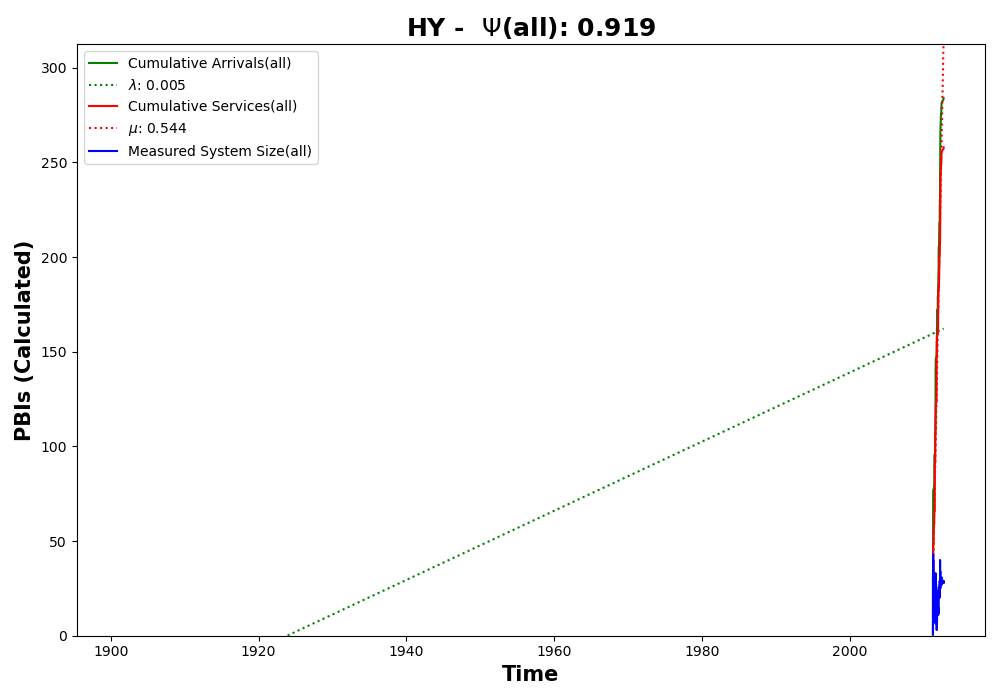 HY - Ψ(all): 0.919
Cumulative Arrivals(all)
λ: 0.005
Cumulative Services(all)
μ: 0.544
Measured System Size(all)
PBIs (Calculated)
300
250
200
150
100
50
0
1900 1920 1940 1960 1980 2000
Time